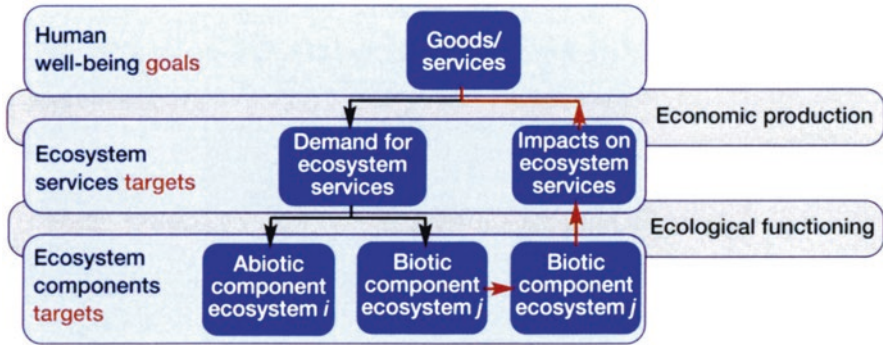 Human
well-being goals
Goods/
services
Economic production
Ecosystem
services targets
Demand for
ecosystem
services
Impacts on
ecosystem
services
Ecological functioning
Ecosystem
components
targets
Abiotic
component
ecosystem i
Biotic
component
ecosystem j
Biotic
component
ecosystem j